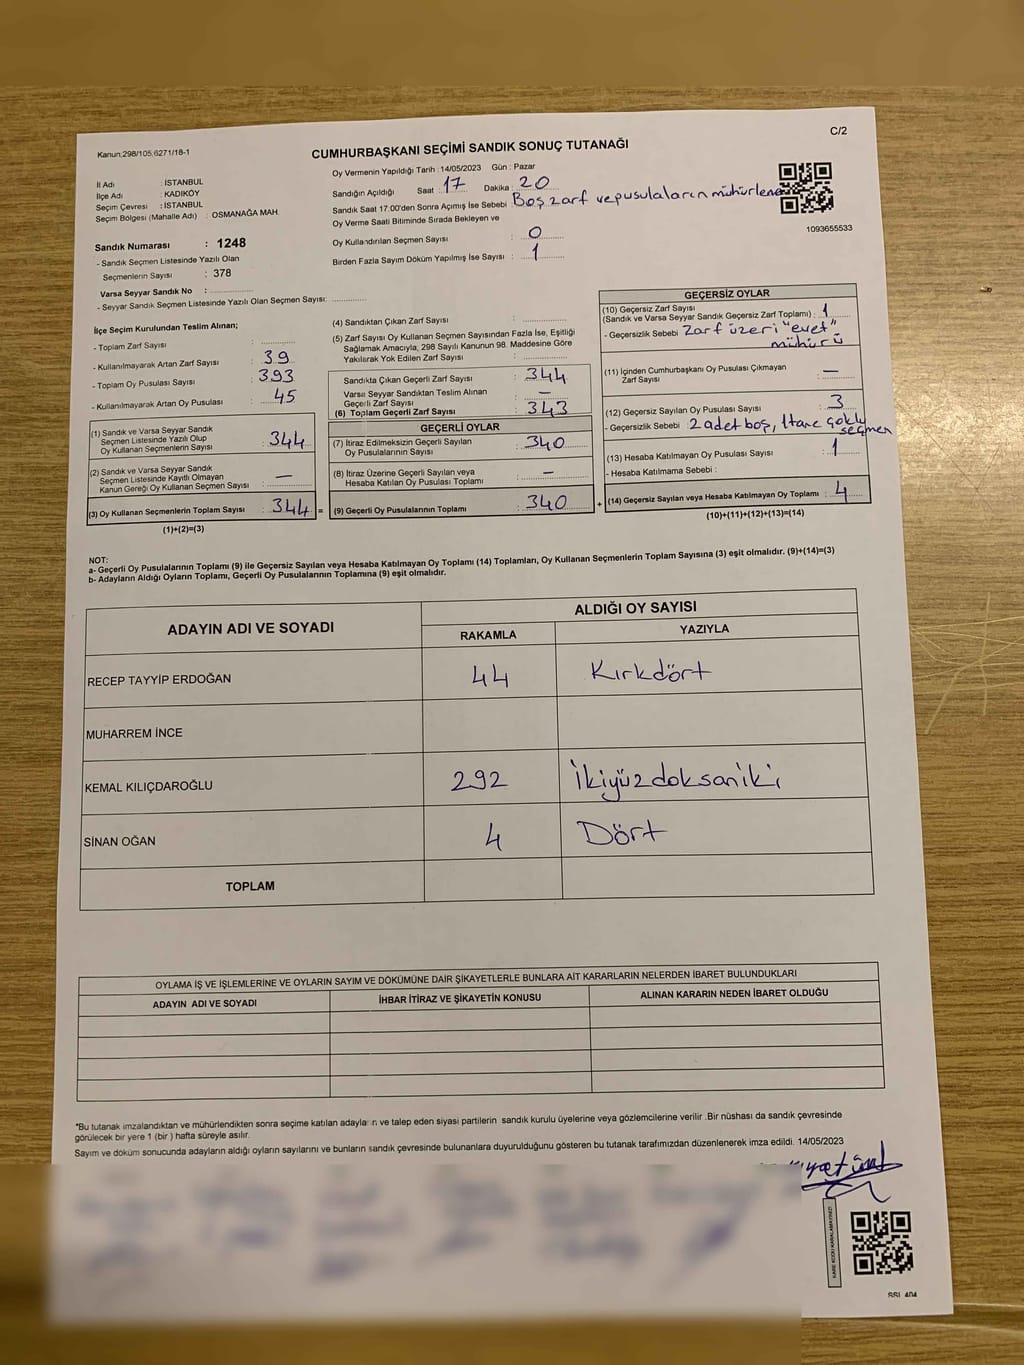 C/2
Kanun:298/105,6271/18-1
CUMHURBAŞKANI SEÇİMİ SANDIK SONUÇ TUTANAĞI
İl Adı : İSTANBUL
İlçe Adı : KADIKÖY
Seçim Çevresi : İSTANBUL
Seçim Bölgesi (Mahalle Adı) : OSMANAĞA MAH.
Sandık Numarası : 1248
- Sandık Seçmen Listesinde Yazılı Olan
Seçmenlerin Sayısı : 378
Varsa Seyyar Sandık No :
- Seyyar Sandık Seçmen Listesinde Yazılı Olan Seçmen Sayısı:
Oy Vermenin Yapıldığı Tarih : 14/05/2023 Gün : Pazar
Sandığın Açıldığı Saat : 17 Dakika : 20
Sandık Saat 17:00'den Sonra Açımış İse Sebebi Boş zarf ve pusulaların mühürlene
Oy Verme Saati Bitiminde Sırada Bekleyen ve
Oy Kullandırılan Seçmen Sayısı : 0
Birden Fazla Sayım Döküm Yapılmış İse Sayısı : 1
1093655533
İlçe Seçim Kurulundan Teslim Alınan;
- Toplam Zarf Sayısı :
- Kullanılmayarak Artan Zarf Sayısı : 39
- Toplam Oy Pusulası Sayısı : 393
- Kullanılmayarak Artan Oy Pusulası : 45
(1) Sandık ve Varsa Seyyar Sandık
Seçmen Listesinde Yazılı Olup
Oy Kullanan Seçmenlerin Sayısı : 344
(2) Sandık ve Varsa Seyyar Sandık
Seçmen Listesinde Kayıtlı Olmayan
Kanun Gereği Oy Kullanan Seçmen Sayısı : —
(3) Oy Kullanan Seçmenlerin Toplam Sayısı : 344 =
(1)+(2)=(3)
(4) Sandıktan Çıkan Zarf Sayısı :
(5) Zarf Sayısı Oy Kullanan Seçmen Sayısından Fazla İse, Eşitliği
Sağlamak Amacıyla, 298 Sayılı Kanunun 98. Maddesine Göre
Yakılırak Yok Edilen Zarf Sayısı :
Sandıkta Çıkan Geçerli Zarf Sayısı : 344
Varsa Seyyar Sandıktan Teslim Alınan
Geçerli Zarf Sayısı : —
(6) Toplam Geçerli Zarf Sayısı : 343
GEÇERLİ OYLAR
(7) İtiraz Edilmeksizin Geçerli Sayılan
Oy Pusulalarının Sayısı : 340
(8) İtiraz Üzerine Geçerli Sayılan veya
Hesaba Katılan Oy Pusulası Toplamı : —
(9) Geçerli Oy Pusulalarının Toplamı : 340 +
GEÇERSİZ OYLAR
(10) Geçersiz Zarf Sayısı
(Sandık ve Varsa Seyyar Sandık Geçersiz Zarf Toplamı) : 1
- Geçersizlik Sebebi Zarf üzeri "evet"
mühürü
(11) İçinden Cumhurbaşkanı Oy Pusulası Çıkmayan
Zarf Sayısı : —
(12) Geçersiz Sayılan Oy Pusulası Sayısı : 3
- Geçersizlik Sebebi 2 adet boş, 1 tane çoklu
seçmen
(13) Hesaba Katılmayan Oy Pusulası Sayısı : 1
- Hesaba Katılmama Sebebi :
(14) Geçersiz Sayılan veya Hesaba Katılmayan Oy Toplamı : 4
(10)+(11)+(12)+(13)=(14)
NOT:
a- Geçerli Oy Pusulalarının Toplamı (9) ile Geçersiz Sayılan veya Hesaba Katılmayan Oy Toplamı (14) Toplamları, Oy Kullanan Seçmenlerin Toplam Sayısına (3) eşit olmalıdır. (9)+(14)=(3)
b- Adayların Aldığı Oyların Toplamı, Geçerli Oy Pusulalarının Toplamına (9) eşit olmalıdır.
ADAYIN ADI VE SOYADI
ALDIĞI OY SAYISI
RAKAMLA YAZIYLA
RECEP TAYYİP ERDOĞAN 44 Kırkdört
MUHARREM İNCE
KEMAL KILIÇDAROĞLU 292 İkiyüzdoksaniki
SİNAN OĞAN 4 Dört
TOPLAM
OYLAMA İŞ VE İŞLEMLERİNE VE OYLARIN SAYIM VE DÖKÜMÜNE DAİR ŞİKAYETLERLE BUNLARA AİT KARARLARIN NELERDEN İBARET BULUNDUKLARI
ADAYIN ADI VE SOYADI İHBAR İTİRAZ VE ŞİKAYETİN KONUSU ALINAN KARARIN NEDEN İBARET OLDUĞU
*Bu tutanak imzalandıktan ve mühürlendikten sonra seçime katılan adayla n ve talep eden siyasi partilerin sandık kurulu üyelerine veya gözlemcilerine verilir .Bir nüshası da sandık çevresinde
görülecek bir yere 1 (bir ) hafta süreyle asılır.
Sayım ve döküm sonucunda adayların aldığı oyların sayılarını ve bunların sandık çevresinde bulunanlara duyurulduğunu gösteren bu tutanak tarafımızdan düzenlenerek imza edildi. 14/05/2023
KARE KODU KARALAMAYINIZ!